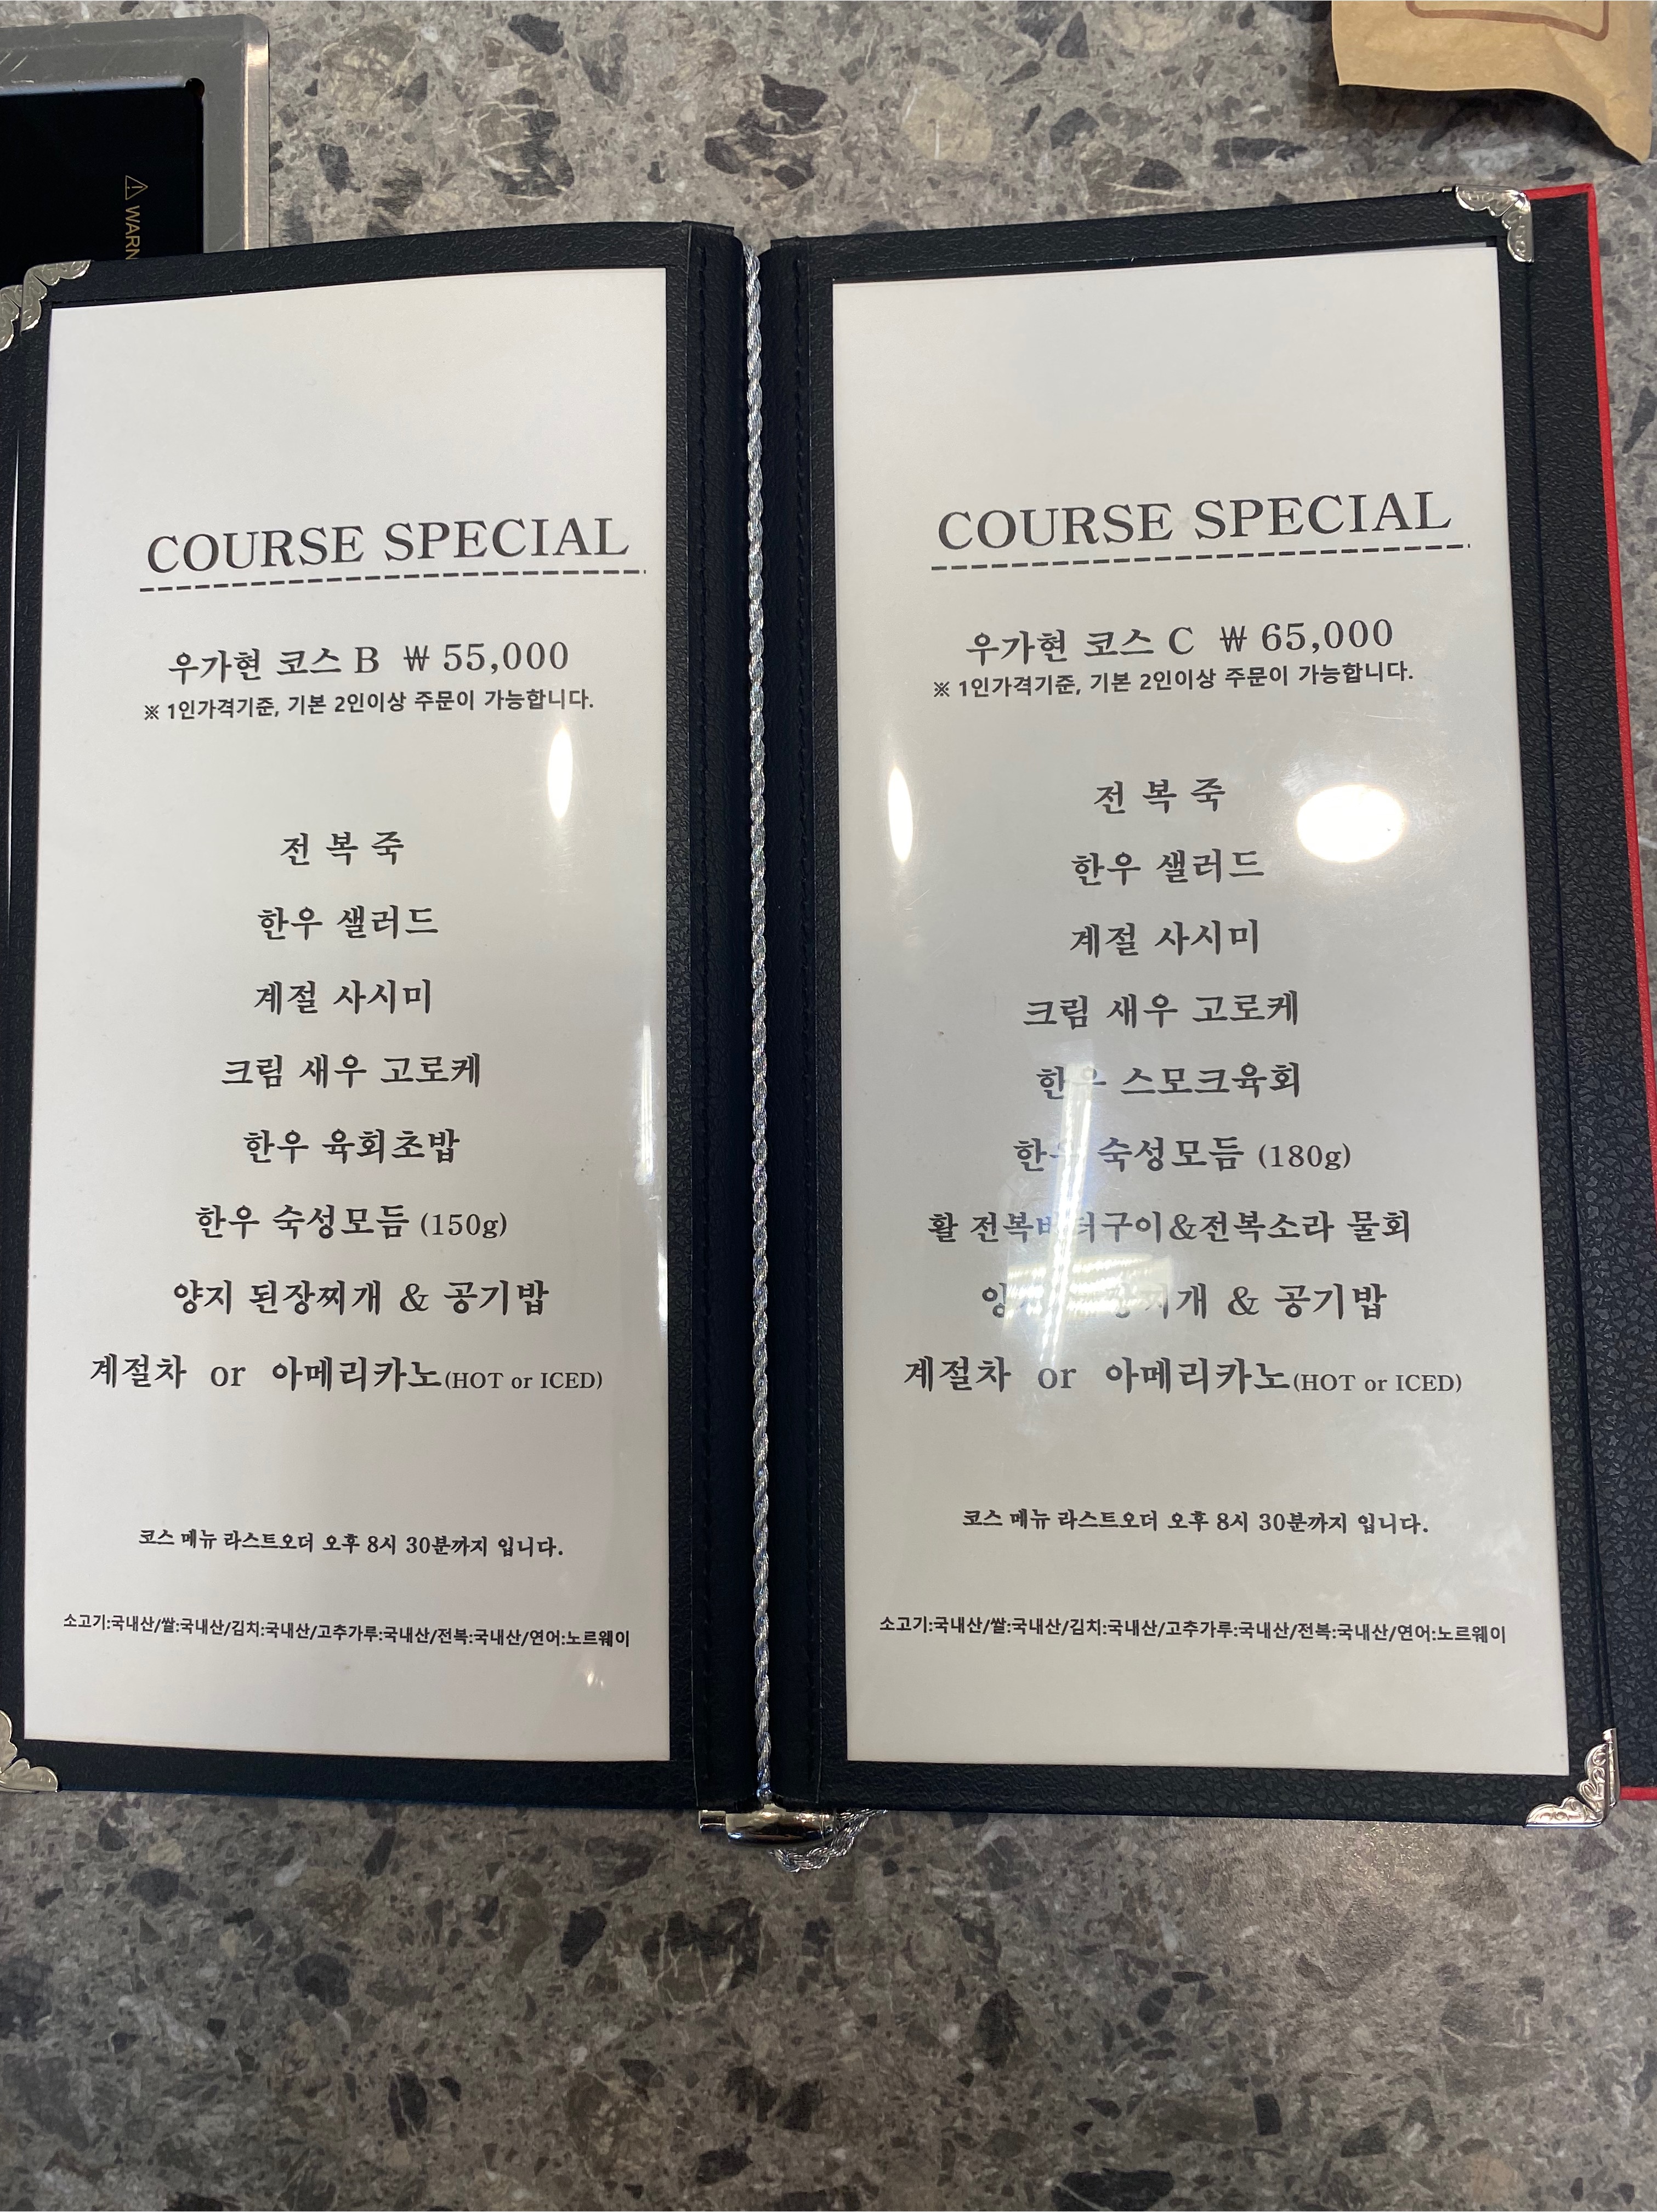 ⚠ WARN
COURSE SPECIAL
우가현 코스 B ₩ 55,000
※ 1인가격기준, 기본 2인이상 주문이 가능합니다.
전 복 죽
한우 샐러드
계절 사시미
크림 새우 고로케
한우 육회초밥
한우 숙성모듬 (150g)
양지 된장찌개 & 공기밥
계절차 or 아메리카노(HOT or ICED)
코스 메뉴 라스트오더 오후 8시 30분까지 입니다.
소고기:국내산/쌀:국내산/김치:국내산/고추가루:국내산/전복:국내산/연어:노르웨이
COURSE SPECIAL
우가현 코스 C ₩ 65,000
※ 1인가격기준, 기본 2인이상 주문이 가능합니다.
전 복 죽
한우 샐러드
계절 사시미
크림 새우 고로케
한우 스모크육회
한우 숙성모듬 (180g)
활 전복버터구이&전복소라 물회
& 공기밥
계절차 or 아메리카노(HOT or ICED)
코스 메뉴 라스트오더 오후 8시 30분까지 입니다.
소고기:국내산/쌀:국내산/김치:국내산/고추가루:국내산/전복:국내산/연어:노르웨이